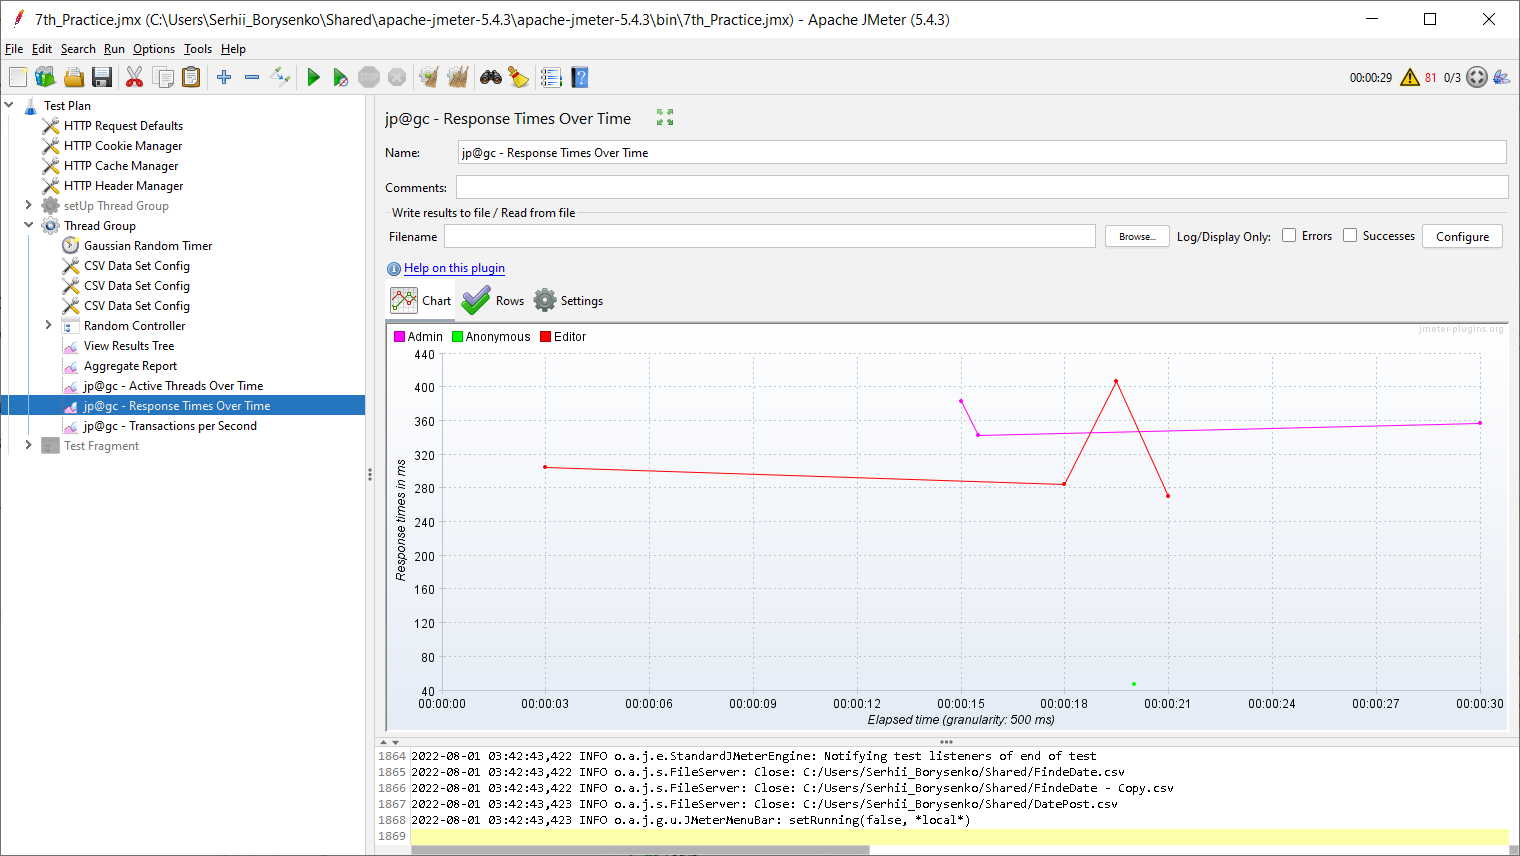 7th_Practice.jmx (C:\Users\Serhii_Borysenko\Shared\apache-jmeter-5.4.3\apache-jmeter-5.4.3\bin\7th_Practice.jmx) - Apache JMeter (5.4.3)
File Edit Search Run Options Tools Help
STOP 00:00:29 81 0/3
Test Plan
HTTP Request Defaults
HTTP Cookie Manager
HTTP Cache Manager
HTTP Header Manager
setUp Thread Group
Thread Group
Gaussian Random Timer
CSV Data Set Config
CSV Data Set Config
CSV Data Set Config
Random Controller
View Results Tree
Aggregate Report
jp@gc - Active Threads Over Time
jp@gc - Response Times Over Time
jp@gc - Transactions per Second
Test Fragment
jp@gc - Response Times Over Time
Name: jp@gc - Response Times Over Time
Comments:
Write results to file / Read from file
Filename Browse... Log/Display Only: Errors Successes Configure
Help on this plugin
Chart Rows Settings
jmeter-plugins.org
Admin Anonymous Editor
440
400
360
320
280
240
200
160
120
80
40
Response times in ms
00:00:00 00:00:03 00:00:06 00:00:09 00:00:12 00:00:15 00:00:18 00:00:21 00:00:24 00:00:27 00:00:30
Elapsed time (granularity: 500 ms)
1864 2022-08-01 03:42:43,422 INFO o.a.j.e.StandardJMeterEngine: Notifying test listeners of end of test
1865 2022-08-01 03:42:43,422 INFO o.a.j.s.FileServer: Close: C:/Users/Serhii_Borysenko/Shared/FindeDate.csv
1866 2022-08-01 03:42:43,422 INFO o.a.j.s.FileServer: Close: C:/Users/Serhii_Borysenko/Shared/FindeDate - Copy.csv
1867 2022-08-01 03:42:43,423 INFO o.a.j.s.FileServer: Close: C:/Users/Serhii_Borysenko/Shared/DatePost.csv
1868 2022-08-01 03:42:43,423 INFO o.a.j.g.u.JMeterMenuBar: setRunning(false, *local*)
1869